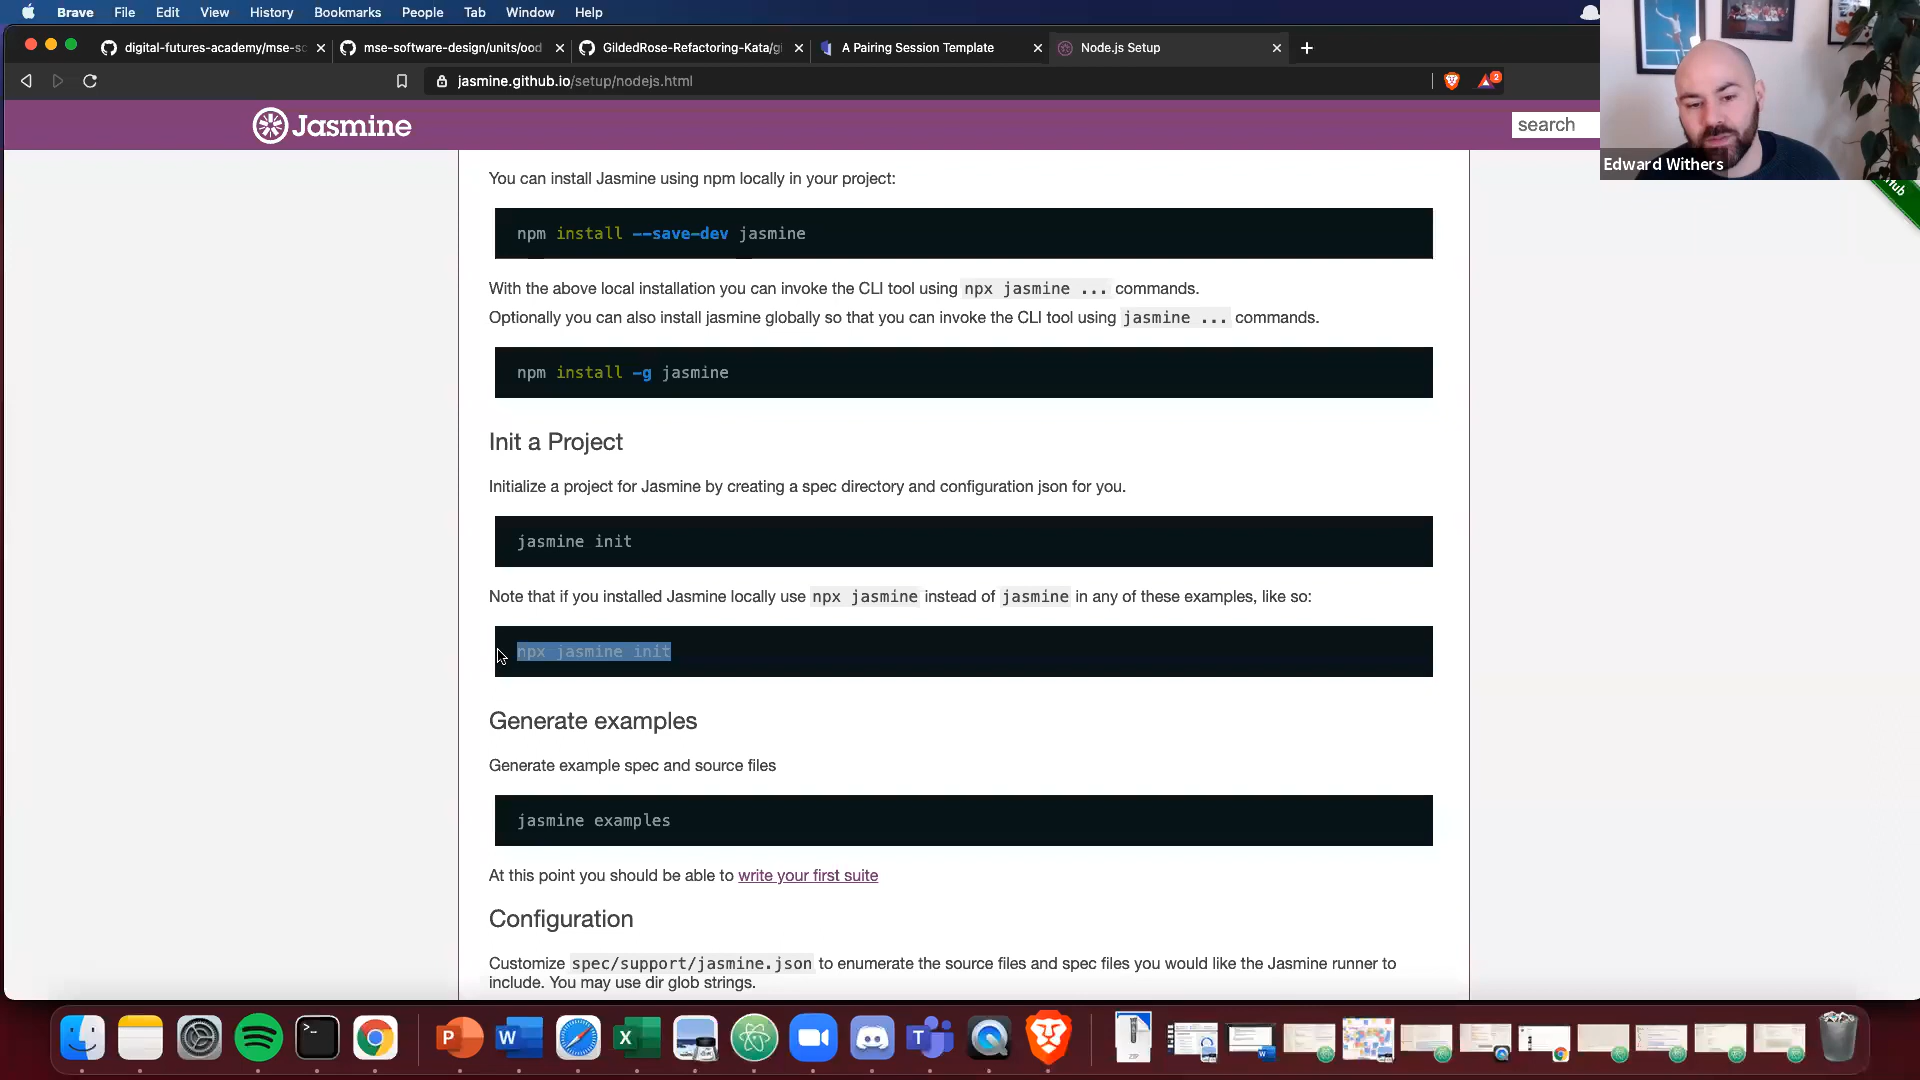 Brave File Edit View History Bookmarks People Tab Window Help
digital-futures-academy/mse-so
mse-software-design/units/ood
GildedRose-Refactoring-Kata/gi
A Pairing Session Template
Node.js Setup
jasmine.github.io/setup/nodejs.html
2
Jasmine
search
Edward Withers
You can install Jasmine using npm locally in your project:
npm install --save-dev jasmine
With the above local installation you can invoke the CLI tool using npx jasmine ... commands.
Optionally you can also install jasmine globally so that you can invoke the CLI tool using jasmine ... commands.
npm install -g jasmine
Init a Project
Initialize a project for Jasmine by creating a spec directory and configuration json for you.
jasmine init
Note that if you installed Jasmine locally use npx jasmine instead of jasmine in any of these examples, like so:
npx jasmine init
Generate examples
Generate example spec and source files
jasmine examples
At this point you should be able to write your first suite
Configuration
Customize spec/support/jasmine.json to enumerate the source files and spec files you would like the Jasmine runner to
include. You may use dir glob strings.
ZIP